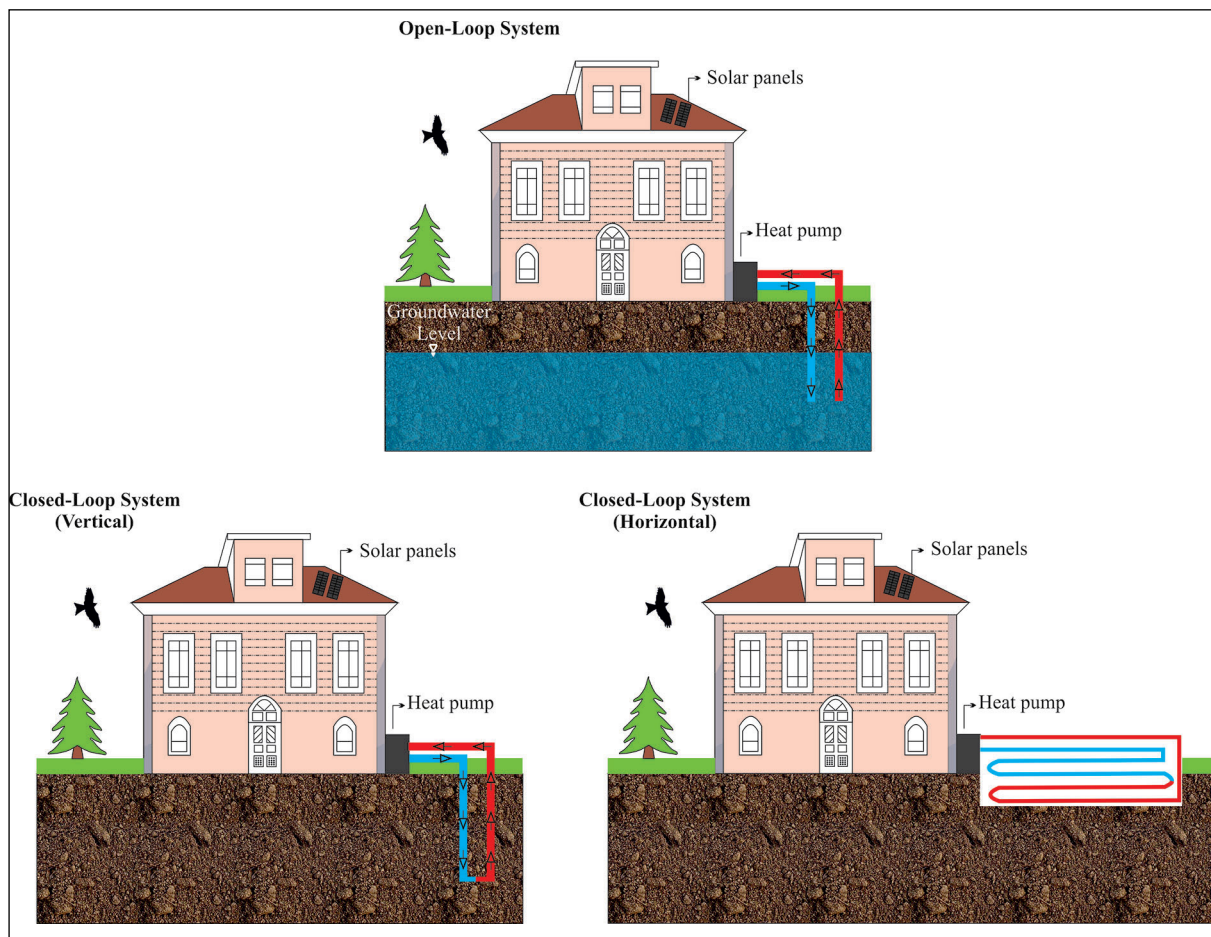 Open-Loop System
Solar panels
Heat pump
Groundwater
Level
Closed-Loop System
(Vertical)
Solar panels
Heat pump
Closed-Loop System
(Horizontal)
Solar panels
Heat pump